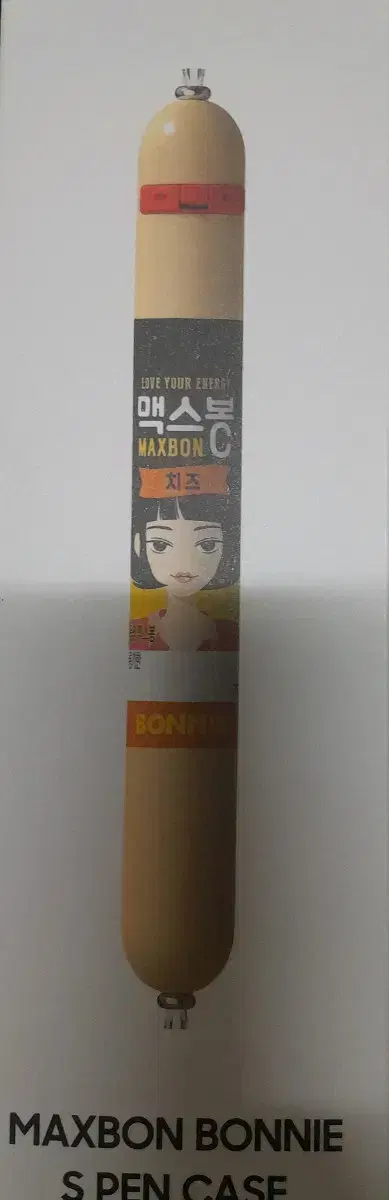 LOVE YOUR ENERGY
맥스봉
MAXBON C
치즈
BONNIE
MAXBON BONNIE
S PEN CASE